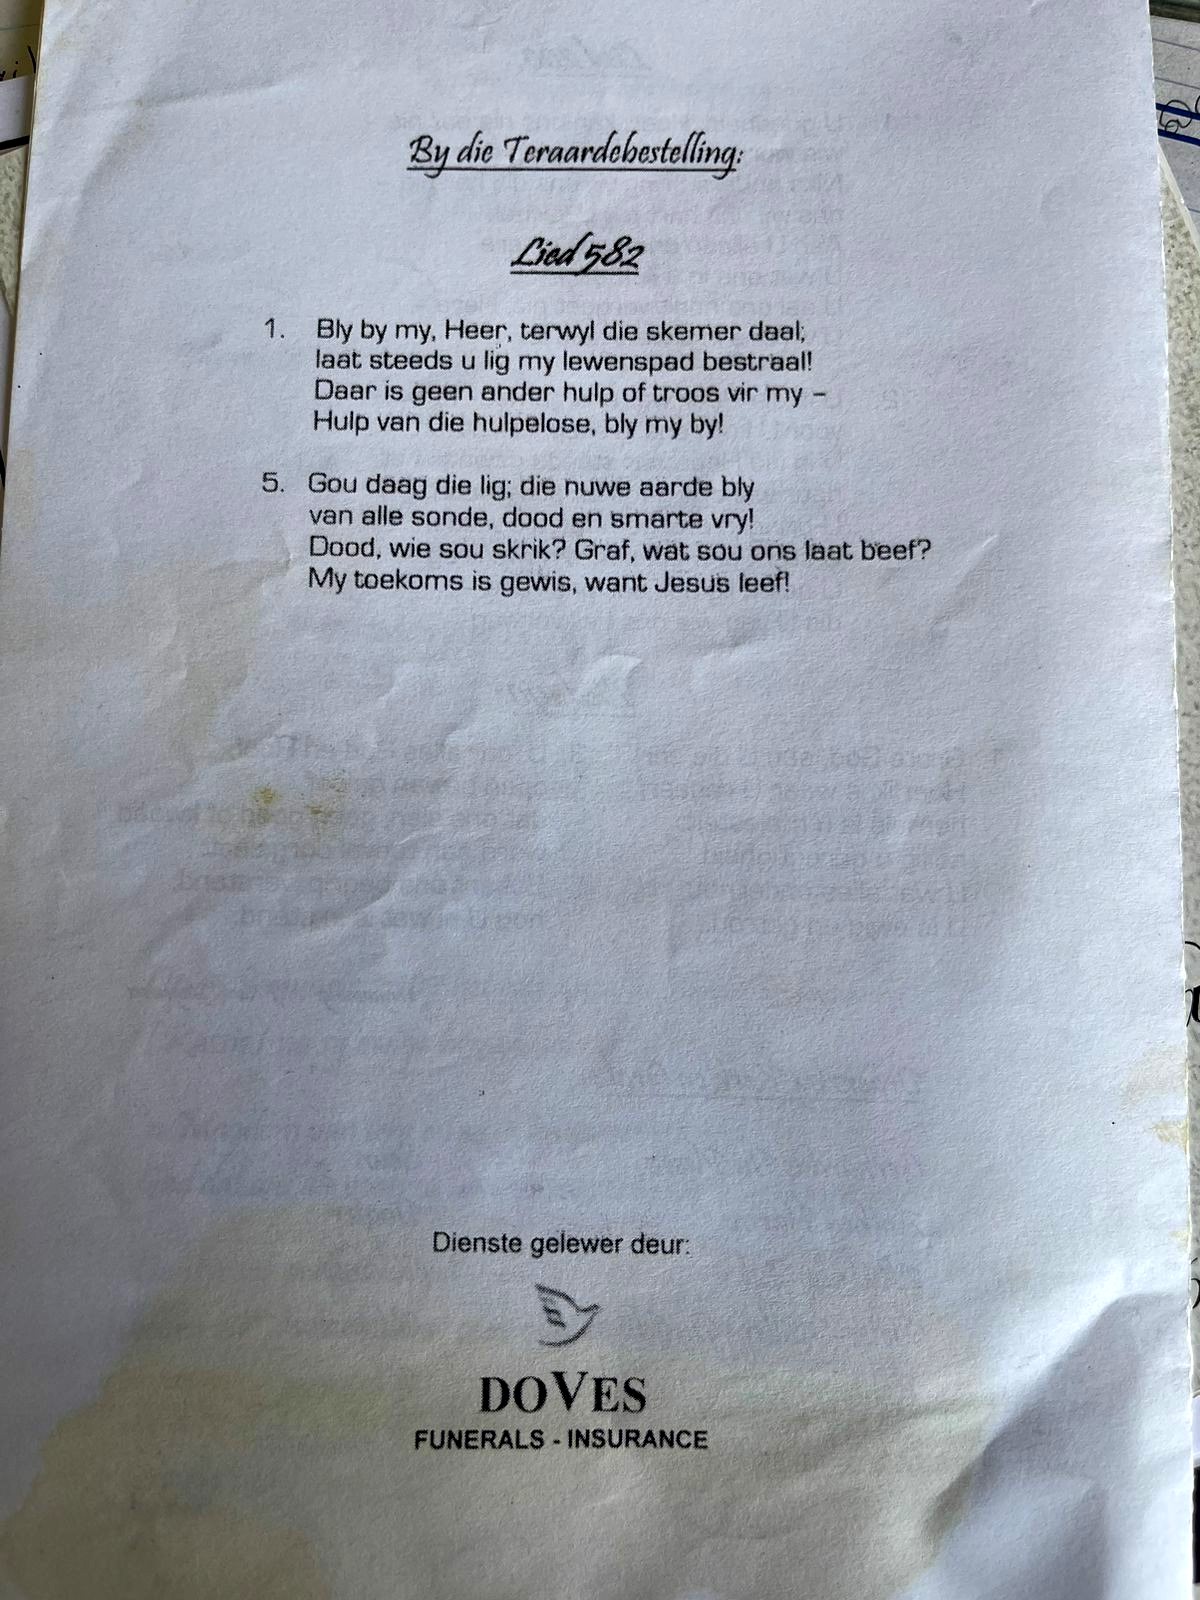 By die Teraardebestelling:
Lied 582
1. Bly by my, Heer, terwyl die skemer daal;
laat steeds u lig my lewenspad bestraal!
Daar is geen ander hulp of troos vir my –
Hulp van die hulpelose, bly my by!
5. Gou daag die lig; die nuwe aarde bly
van alle sonde, dood en smarte vry!
Dood, wie sou skrik? Graf, wat sou ons laat beef?
My toekoms is gewis, want Jesus leef!
Dienste gelewer deur:
DOVES
FUNERALS - INSURANCE